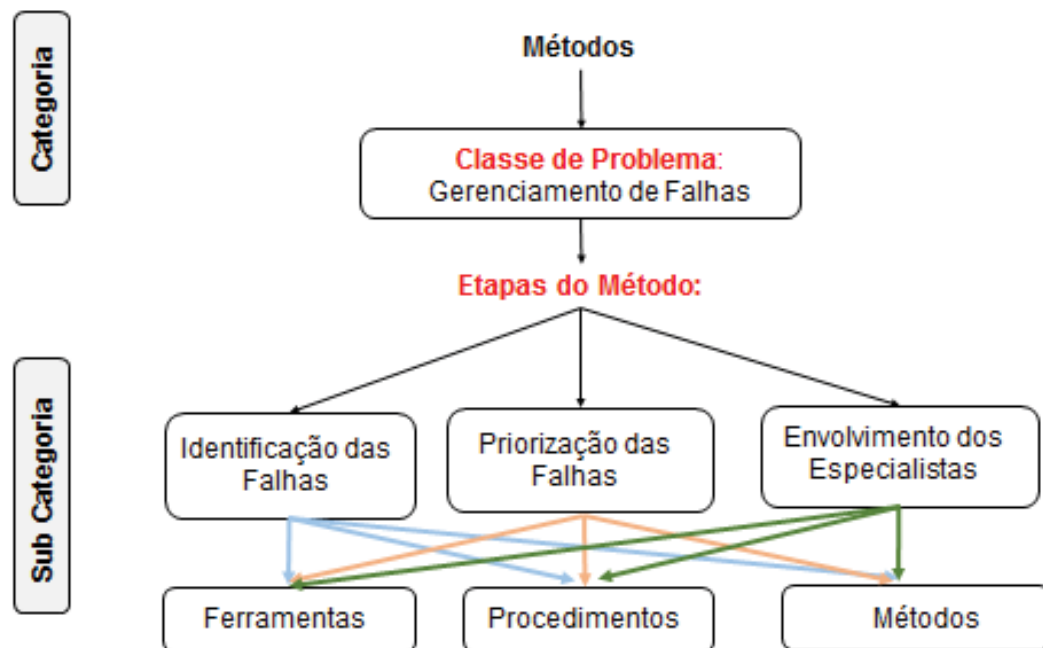 Categoria
Métodos
Classe de Problema:
Gerenciamento de Falhas
Etapas do Método:
Sub Categoria
Identificação das
Falhas
Priorização das
Falhas
Envolvimento dos
Especialistas
Ferramentas
Procedimentos
Métodos